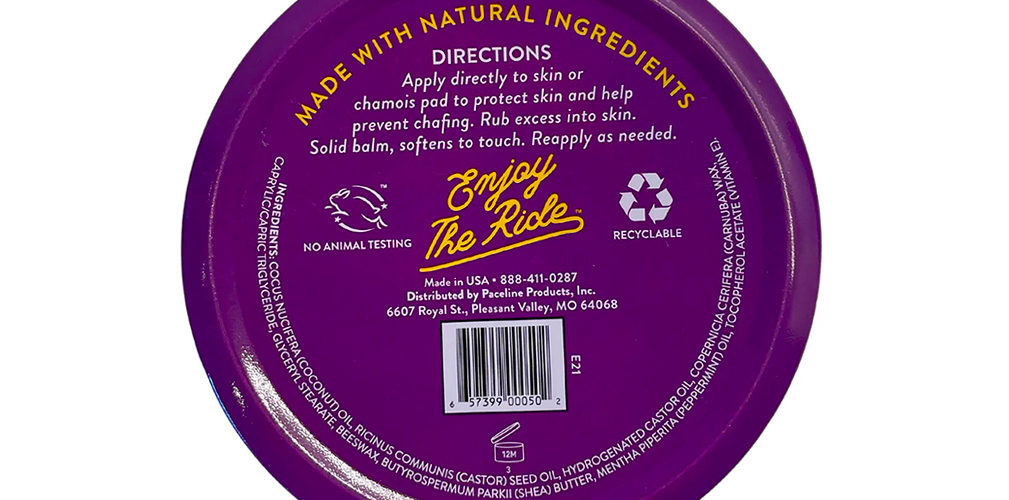 MADE WITH NATURAL INGREDIENTS
DIRECTIONS
Apply directly to skin or
chamois pad to protect skin and help
prevent chafing. Rub excess into skin.
Solid balm, softens to touch. Reapply as needed.
Enjoy
The Ride™
TM
NO ANIMAL TESTING
RECYCLABLE
Made in USA • 888-411-0287
Distributed by Paceline Products, Inc.
6607 Royal St., Pleasant Valley, MO 64068
E21
6 57399 00050 2
12M
3
INGREDIENTS: COCUS NUCIFERA (COCONUT) OIL, RICINUS COMMUNIS (CASTOR) SEED OIL, HYDROGENATED CASTOR OIL, COPERNICIA CERIFERA (CARNUBA) WAX,
CAPRYLIC/CAPRIC TRIGLYCERIDE, GLYCERYL STEARATE, BEESWAX, BUTYROSPERMUM PARKII (SHEA) BUTTER, MENTHA PIPERITA (PEPPERMINT) OIL, TOCOPHEROL ACETATE (VITAMIN E).